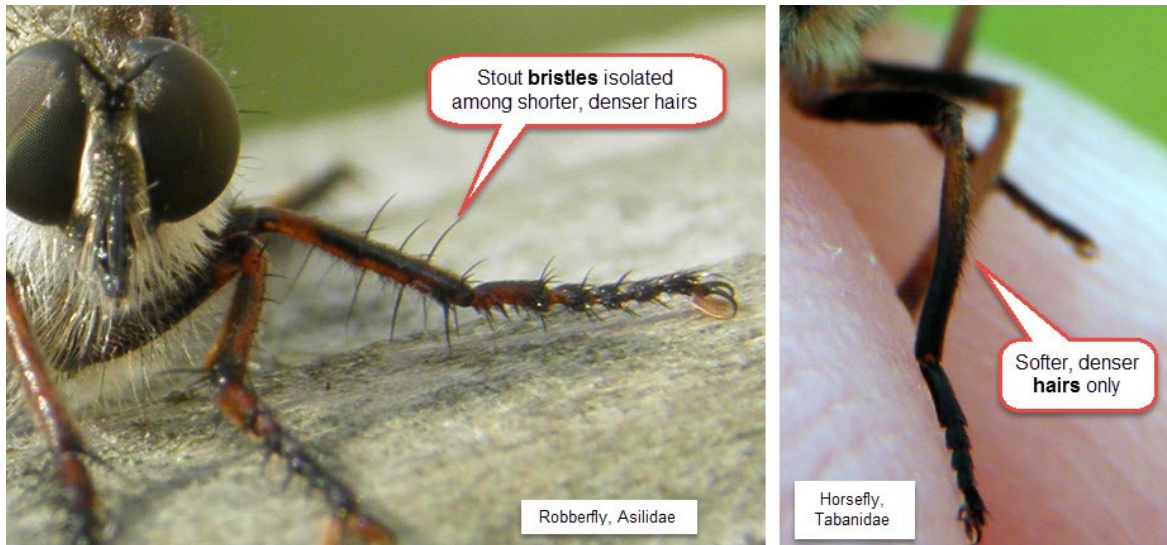 Stout bristles isolated
among shorter, denser hairs
Robberfly, Asilidae
Softer, denser
hairs only
Horsefly,
Tabanidae